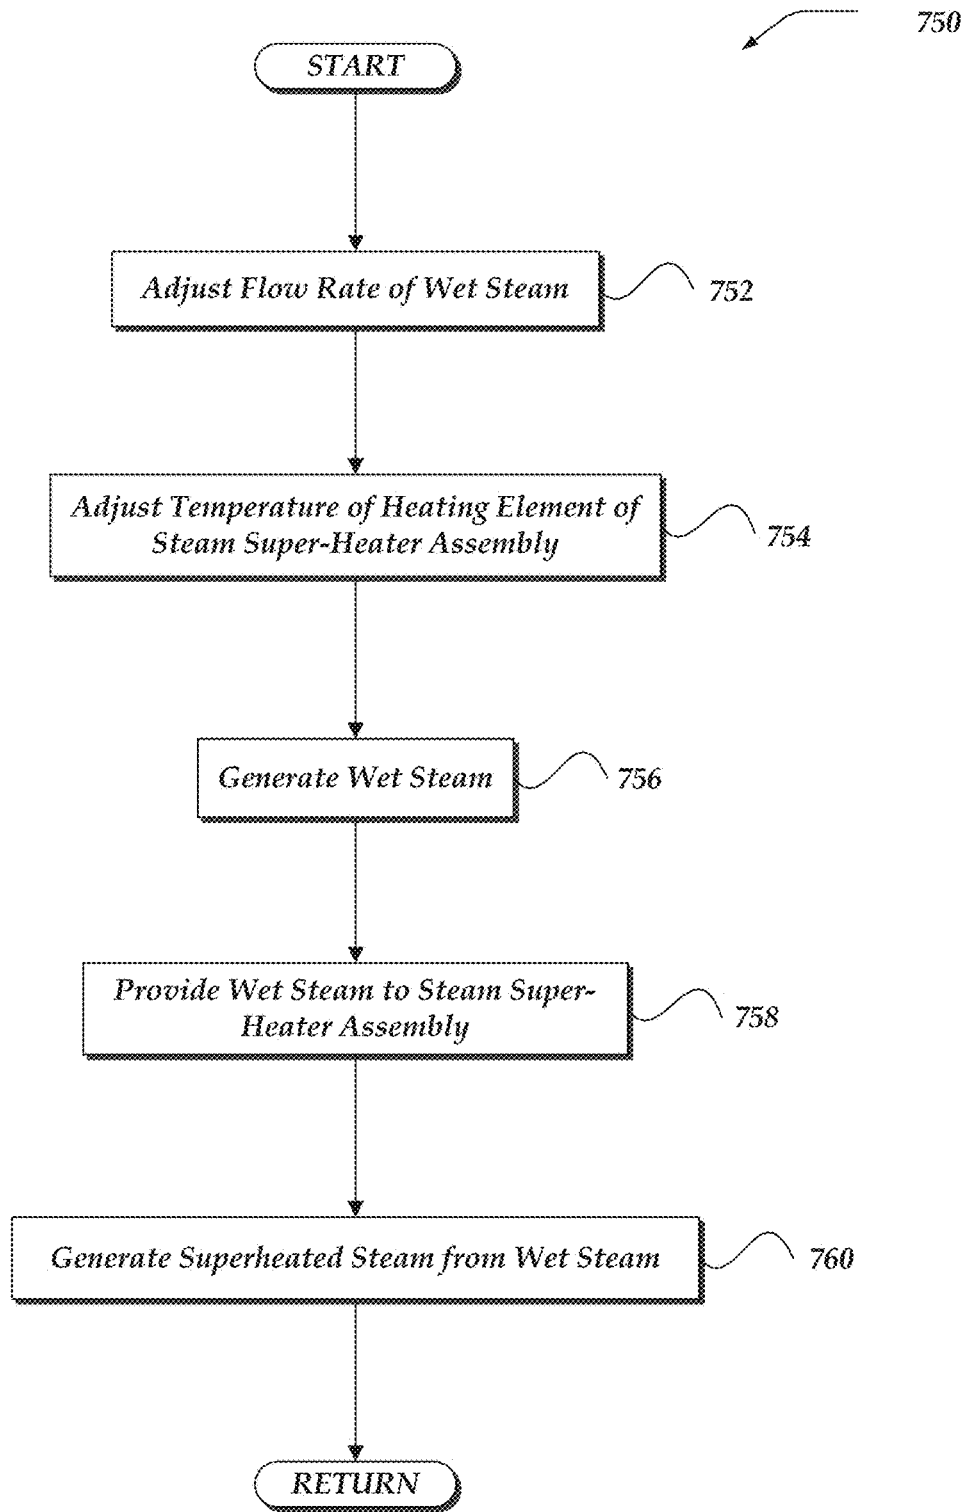 750
START
Adjust Flow Rate of Wet Steam
752
Adjust Temperature of Heating Element of
Steam Super-Heater Assembly
754
Generate Wet Steam
756
Provide Wet Steam to Steam Super-
Heater Assembly
758
Generate Superheated Steam from Wet Steam
760
RETURN